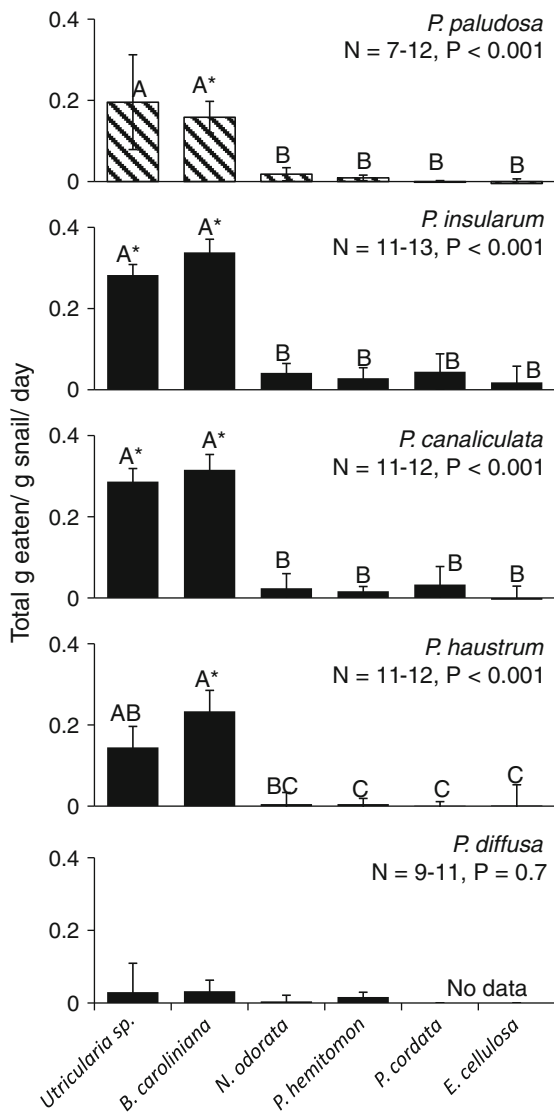 Total g eaten/ g snail/ day
0.4
P. paludosa
N = 7-12, P < 0.001
A
A*
0.2
B
B
B
B
0
0.4
P. insularum
N = 11-13, P < 0.001
A*
A*
0.2
B
B
B
B
0
0.4
P. canaliculata
N = 11-12, P < 0.001
A*
A*
0.2
B
B
B
B
0
0.4
P. haustrum
N = 11-12, P < 0.001
A*
AB
0.2
BC
C
C
C
0
0.4
P. diffusa
N = 9-11, P = 0.7
0.2
No data
0
Utricularia sp.
B. caroliniana
N. odorata
P. hemitomon
P. cordata
E. cellulosa